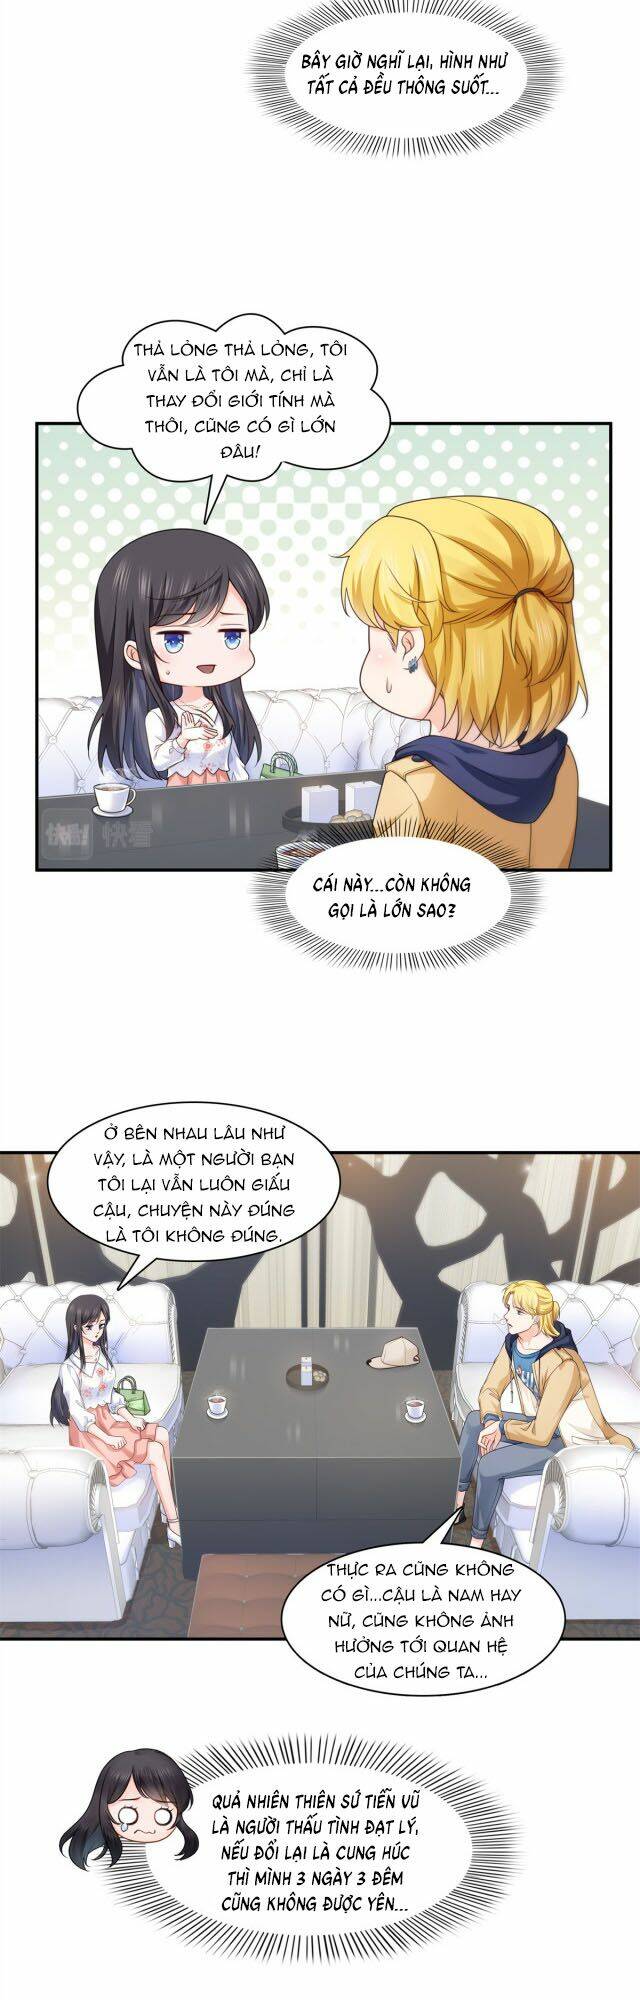 BÂY GIỜ NGHĨ LẠI, HÌNH NHƯ
TẤT CẢ ĐỀU THÔNG SUỐT...
THẢ LỎNG THẢ LỎNG, TÔI
VẪN LÀ TÔI MÀ, CHỈ LÀ
THAY ĐỔI GIỚI TÍNH MÀ
THÔI, CŨNG CÓ GÌ LỚN
ĐÂU!
快看! 快看
CÁI NÀY...CÒN KHÔNG
GỌI LÀ LỚN SAO?
Ở BÊN NHAU LÂU NHƯ
VẬY, LÀ MỘT NGƯỜI BẠN
TÔI LẠI VẪN LUÔN GIẤU
CẬU, CHUYỆN NÀY ĐÚNG
LÀ TÔI KHÔNG ĐÚNG.
THỰC RA CŨNG KHÔNG
CÓ GÌ...CẬU LÀ NAM HAY
NỮ, CŨNG KHÔNG ẢNH
HƯỞNG TỚI QUAN HỆ
CỦA CHÚNG TA...
QUẢ NHIÊN THIÊN SỨ TIỄN VŨ
LÀ NGƯỜI THẤU TÌNH ĐẠT LÝ,
NẾU ĐỔI LẠI LÀ CUNG HÚC
THÌ MÌNH 3 NGÀY 3 ĐÊM
CŨNG KHÔNG ĐƯỢC YÊN...